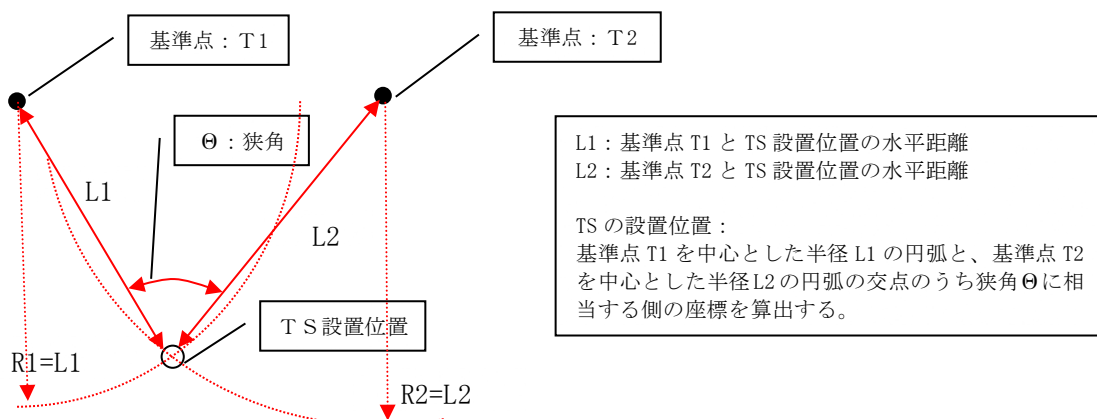 基準点：Ｔ1
基準点：Ｔ2
Θ：狭角
L1
L2
ＴＳ設置位置
R1=L1
R2=L2
L1：基準点 T1 と TS 設置位置の水平距離
L2：基準点 T2 と TS 設置位置の水平距離
TS の設置位置：
基準点 T1 を中心とした半径 L1 の円弧と、基準点 T2
を中心とした半径 L2 の円弧の交点のうち狭角Θに相
当する側の座標を算出する。